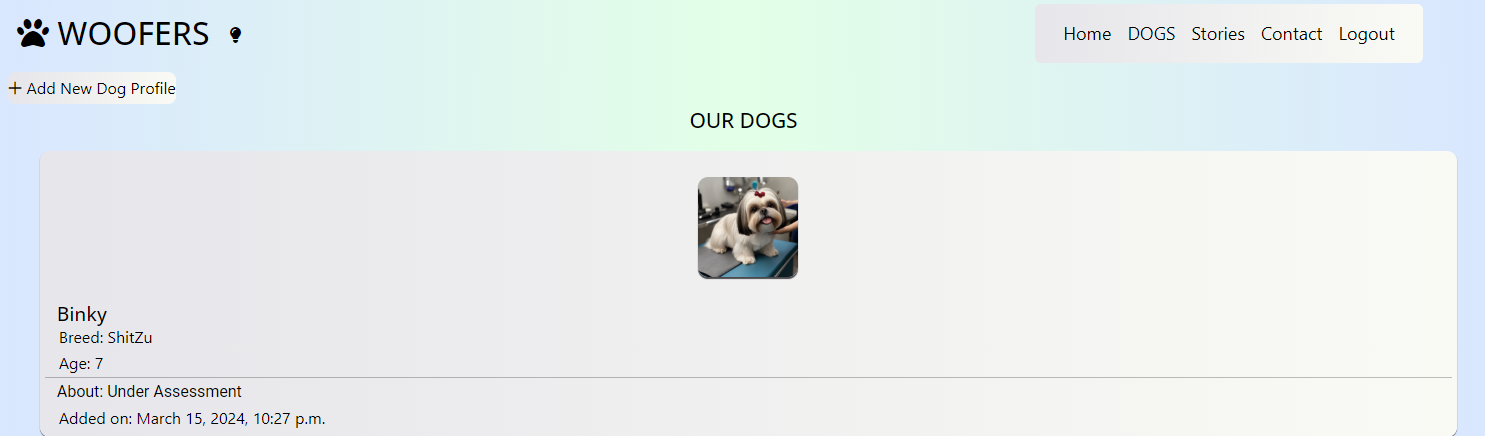 WOOFERS
Home DOGS Stories Contact Logout
+ Add New Dog Profile
OUR DOGS
Binky
Breed: ShitZu
Age: 7
About: Under Assessment
Added on: March 15, 2024, 10:27 p.m.